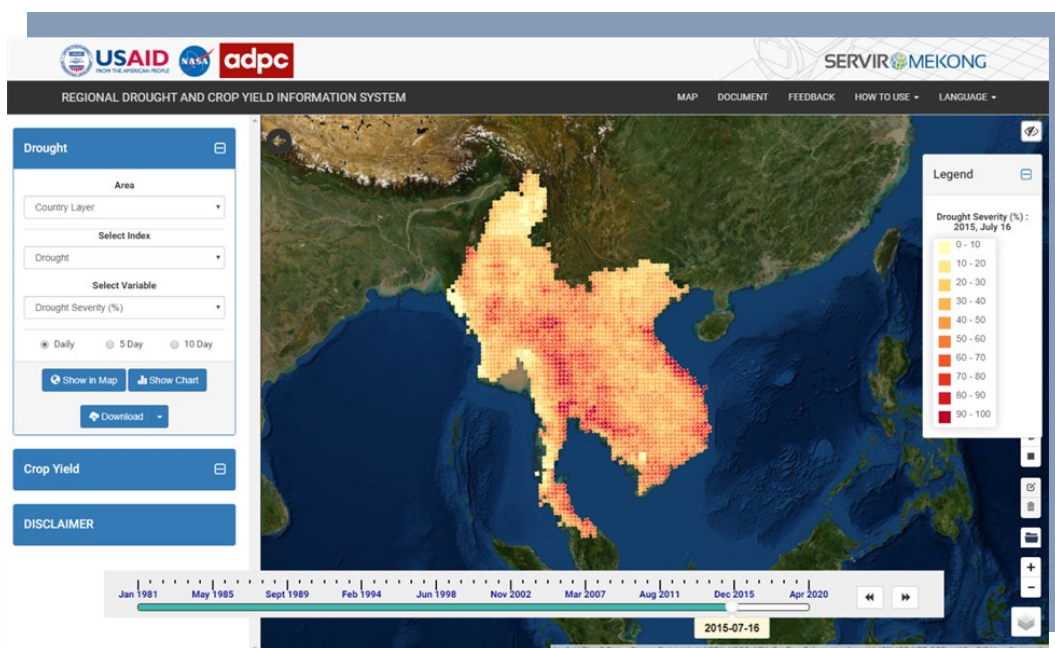 USAID
FROM THE AMERICAN PEOPLE
NASA
adpc
SERVIR MEKONG
REGIONAL DROUGHT AND CROP YIELD INFORMATION SYSTEM
MAP DOCUMENT FEEDBACK HOW TO USE LANGUAGE
Drought
Area
Country Layer
Select Index
Drought
Select Variable
Drought Severity (%)
Daily 5 Day 10 Day
Show in Map Show Chart
Download
Crop Yield
DISCLAIMER
Legend
Drought Severity (%) :
2015, July 16
0 - 10
10 - 20
20 - 30
30 - 40
40 - 50
50 - 60
60 - 70
70 - 80
80 - 90
90 - 100
+
−
Jan 1981 May 1985 Sept 1989 Feb 1994 Jun 1998 Nov 2002 Mar 2007 Aug 2011 Dec 2015 Apr 2020
2015-07-16